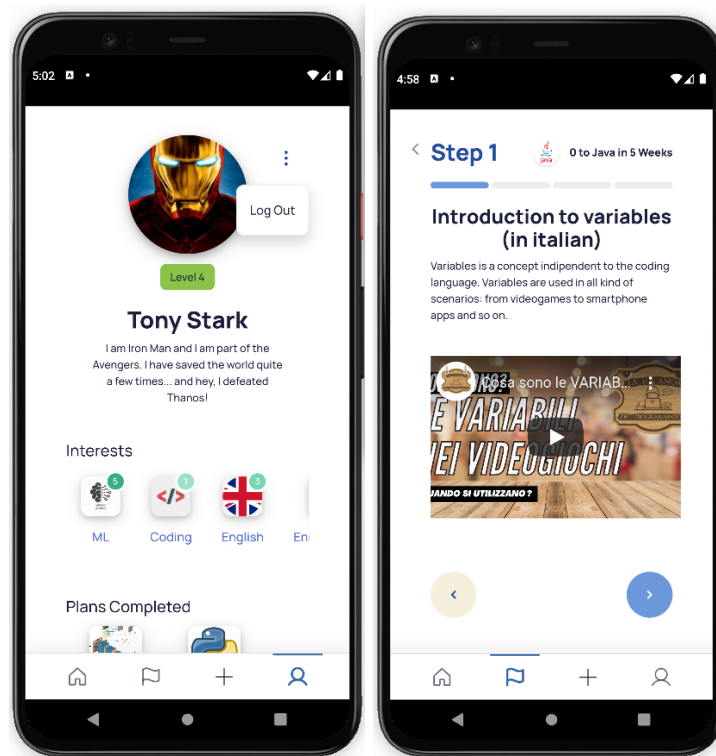 5:02
Log Out
Level 4
Tony Stark
I am Iron Man and I am part of the
Avengers. I have saved the world quite
a few times... and hey, I defeated
Thanos!
Interests
5
1
3
ML
Coding
English
Plans Completed
4:58
Step 1
Java
0 to Java in 5 Weeks
Introduction to variables
(in italian)
Variables is a concept indipendent to the coding
language. Variables are used in all kind of
scenarios: from videogames to smartphone
apps and so on.
Cosa sono le VARIAB...
E VARIABILI
NEI VIDEOGIOCHI
UANDO SI UTILIZZANO?